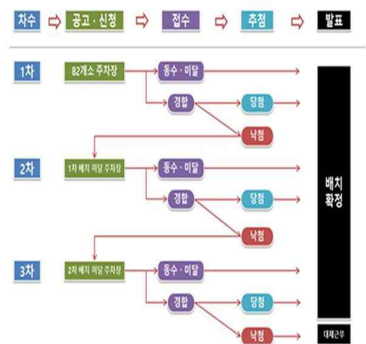 차수 공고·신청 접수 추첨 발표
1차 82개소 주차장 동수·미달
경합 당첨
낙첨
2차 1차 배치 미달 주차장 동수·미달
배치
확정
경합 당첨
낙첨
3차 2차 배치 미달 주차장 동수·미달
경합 당첨
낙첨 대체근무